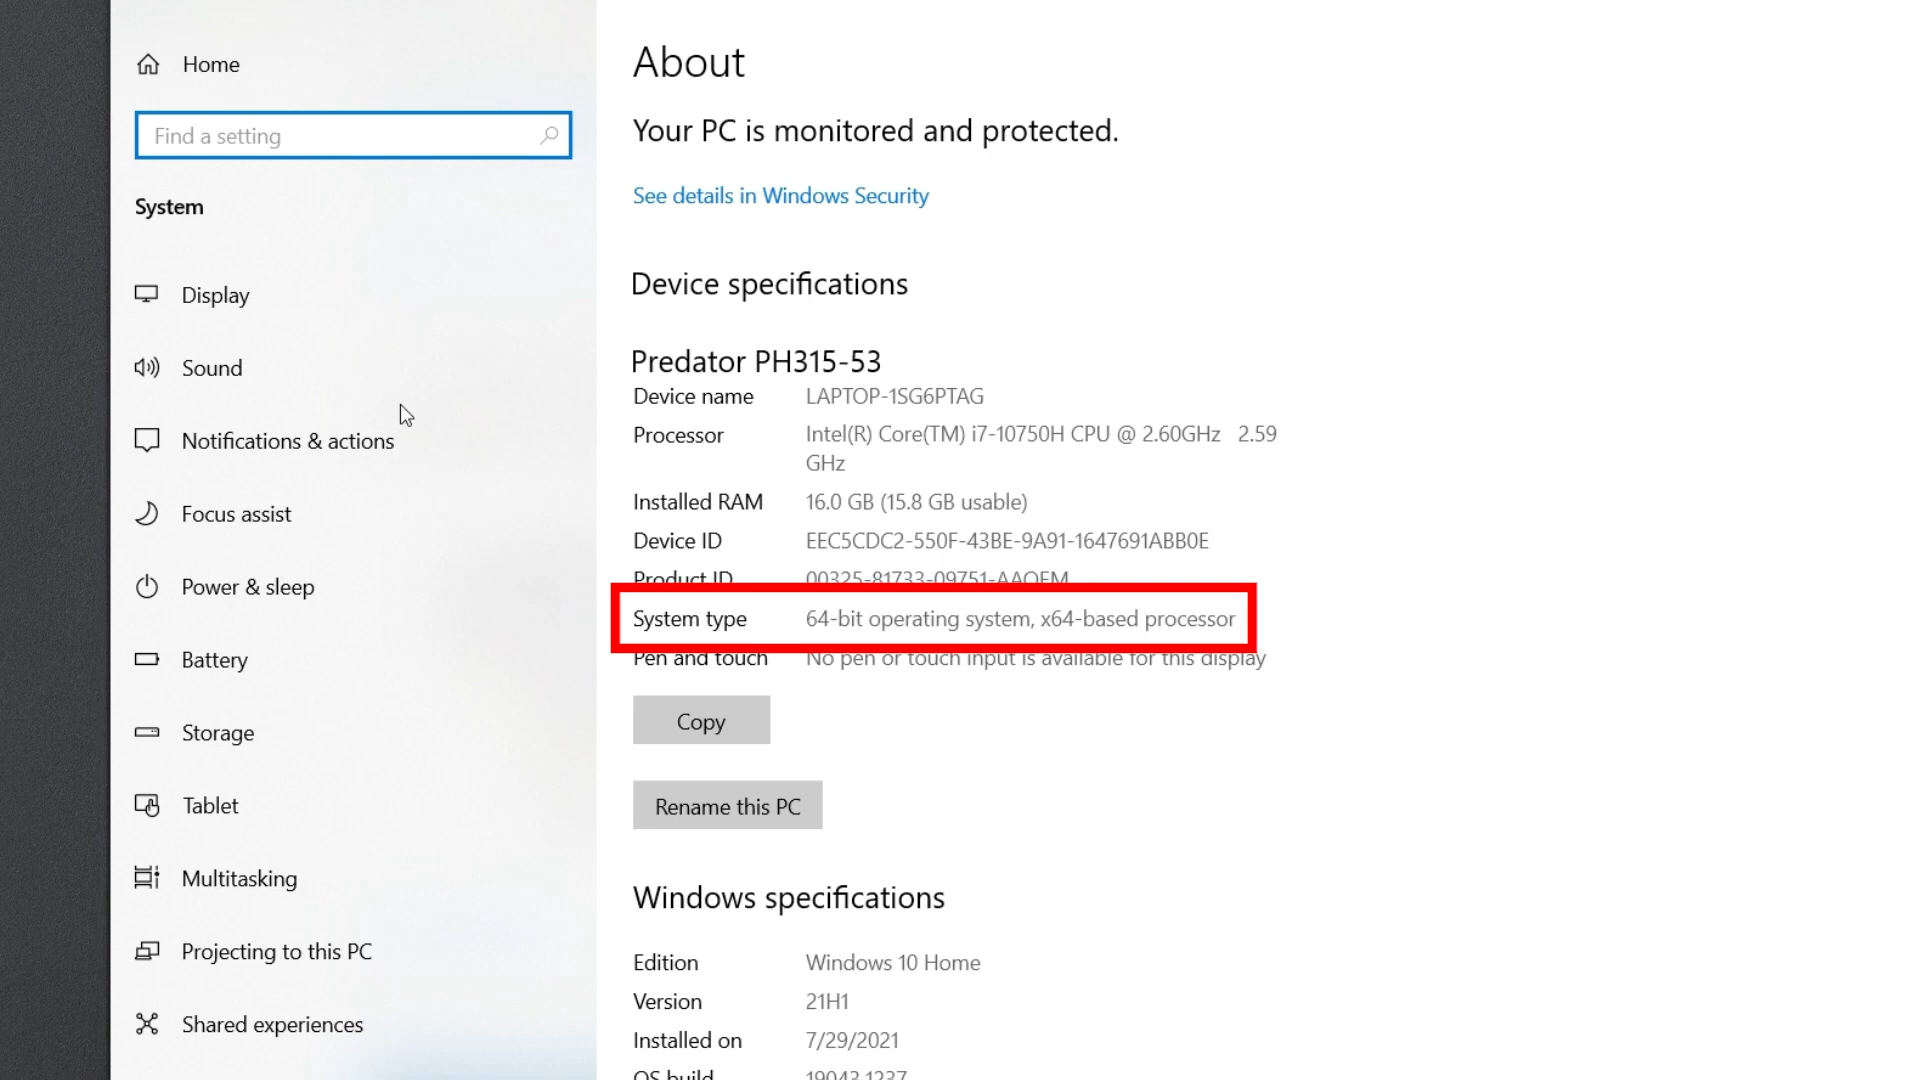 Home
Find a setting
System
Display
Sound
Notifications & actions
Focus assist
Power & sleep
Battery
Storage
Tablet
Multitasking
Projecting to this PC
Shared experiences
About
Your PC is monitored and protected.
See details in Windows Security
Device specifications
Predator PH315-53
Device name LAPTOP-1SG6PTAG
Processor Intel(R) Core(TM) i7-10750H CPU @ 2.60GHz 2.59
GHz
Installed RAM 16.0 GB (15.8 GB usable)
Device ID EEC5CDC2-550F-43BE-9A91-1647691ABB0E
Product ID 00325-81733-09751-AAOEM
System type 64-bit operating system, x64-based processor
Pen and touch No pen or touch input is available for this display
Copy
Rename this PC
Windows specifications
Edition Windows 10 Home
Version 21H1
Installed on 7/29/2021
OS build 19043.1237